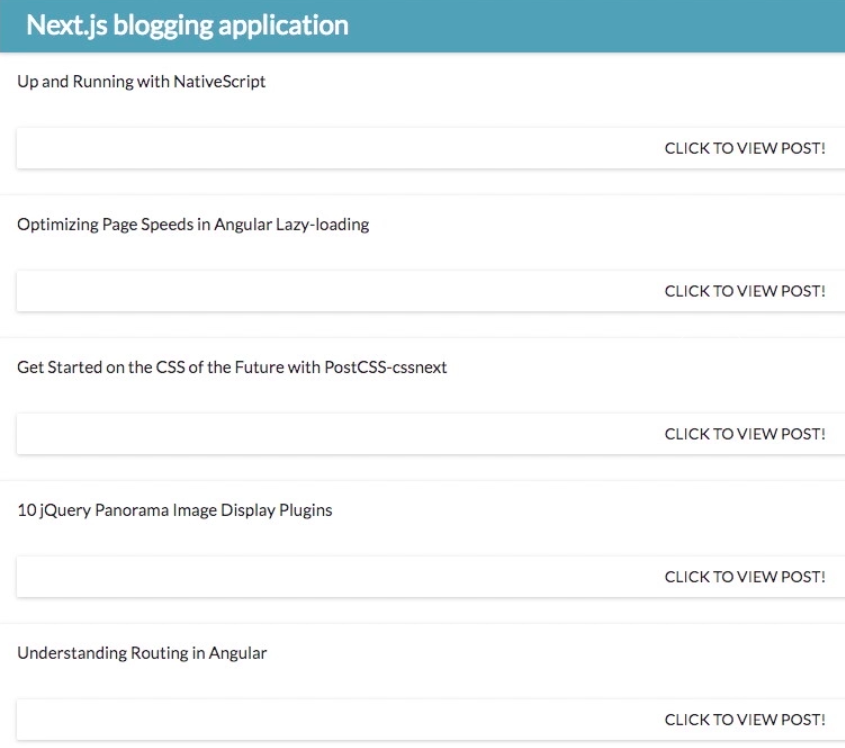 Next.js blogging application
Up and Running with NativeScript
CLICK TO VIEW POST!
Optimizing Page Speeds in Angular Lazy-loading
CLICK TO VIEW POST!
Get Started on the CSS of the Future with PostCSS-cssnext
CLICK TO VIEW POST!
10 jQuery Panorama Image Display Plugins
CLICK TO VIEW POST!
Understanding Routing in Angular
CLICK TO VIEW POST!